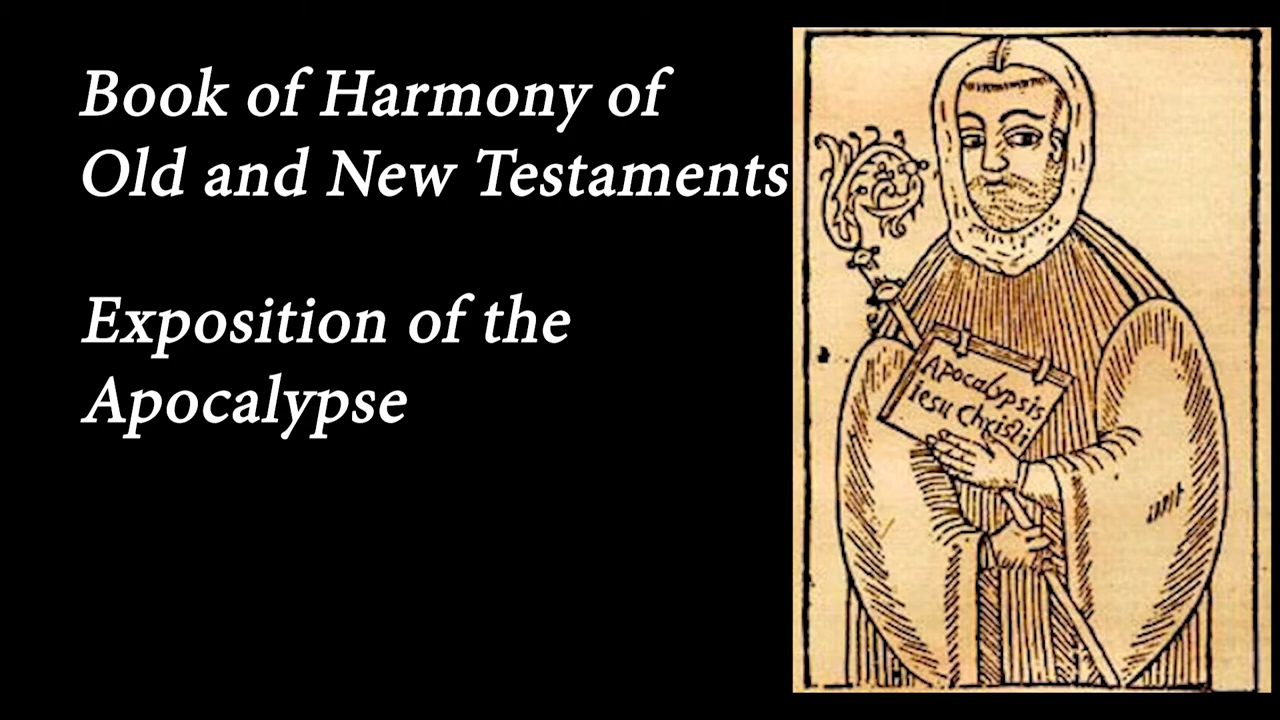 Book of Harmony of
Old and New Testaments
Exposition of the
Apocalypse
Apocalypsis
iesu Christi